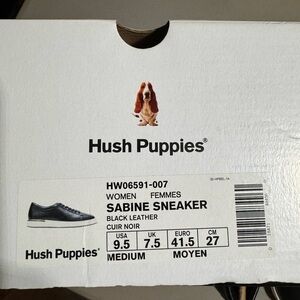 Hush Puppies®
HW06591-007
WOMEN FEMMES
SABINE SNEAKER
BLACK LEATHER
CUIR NOIR
Hush Puppies®
USA UK EUR CM
9.5 7.5 41.5 27
MEDIUM MOYEN